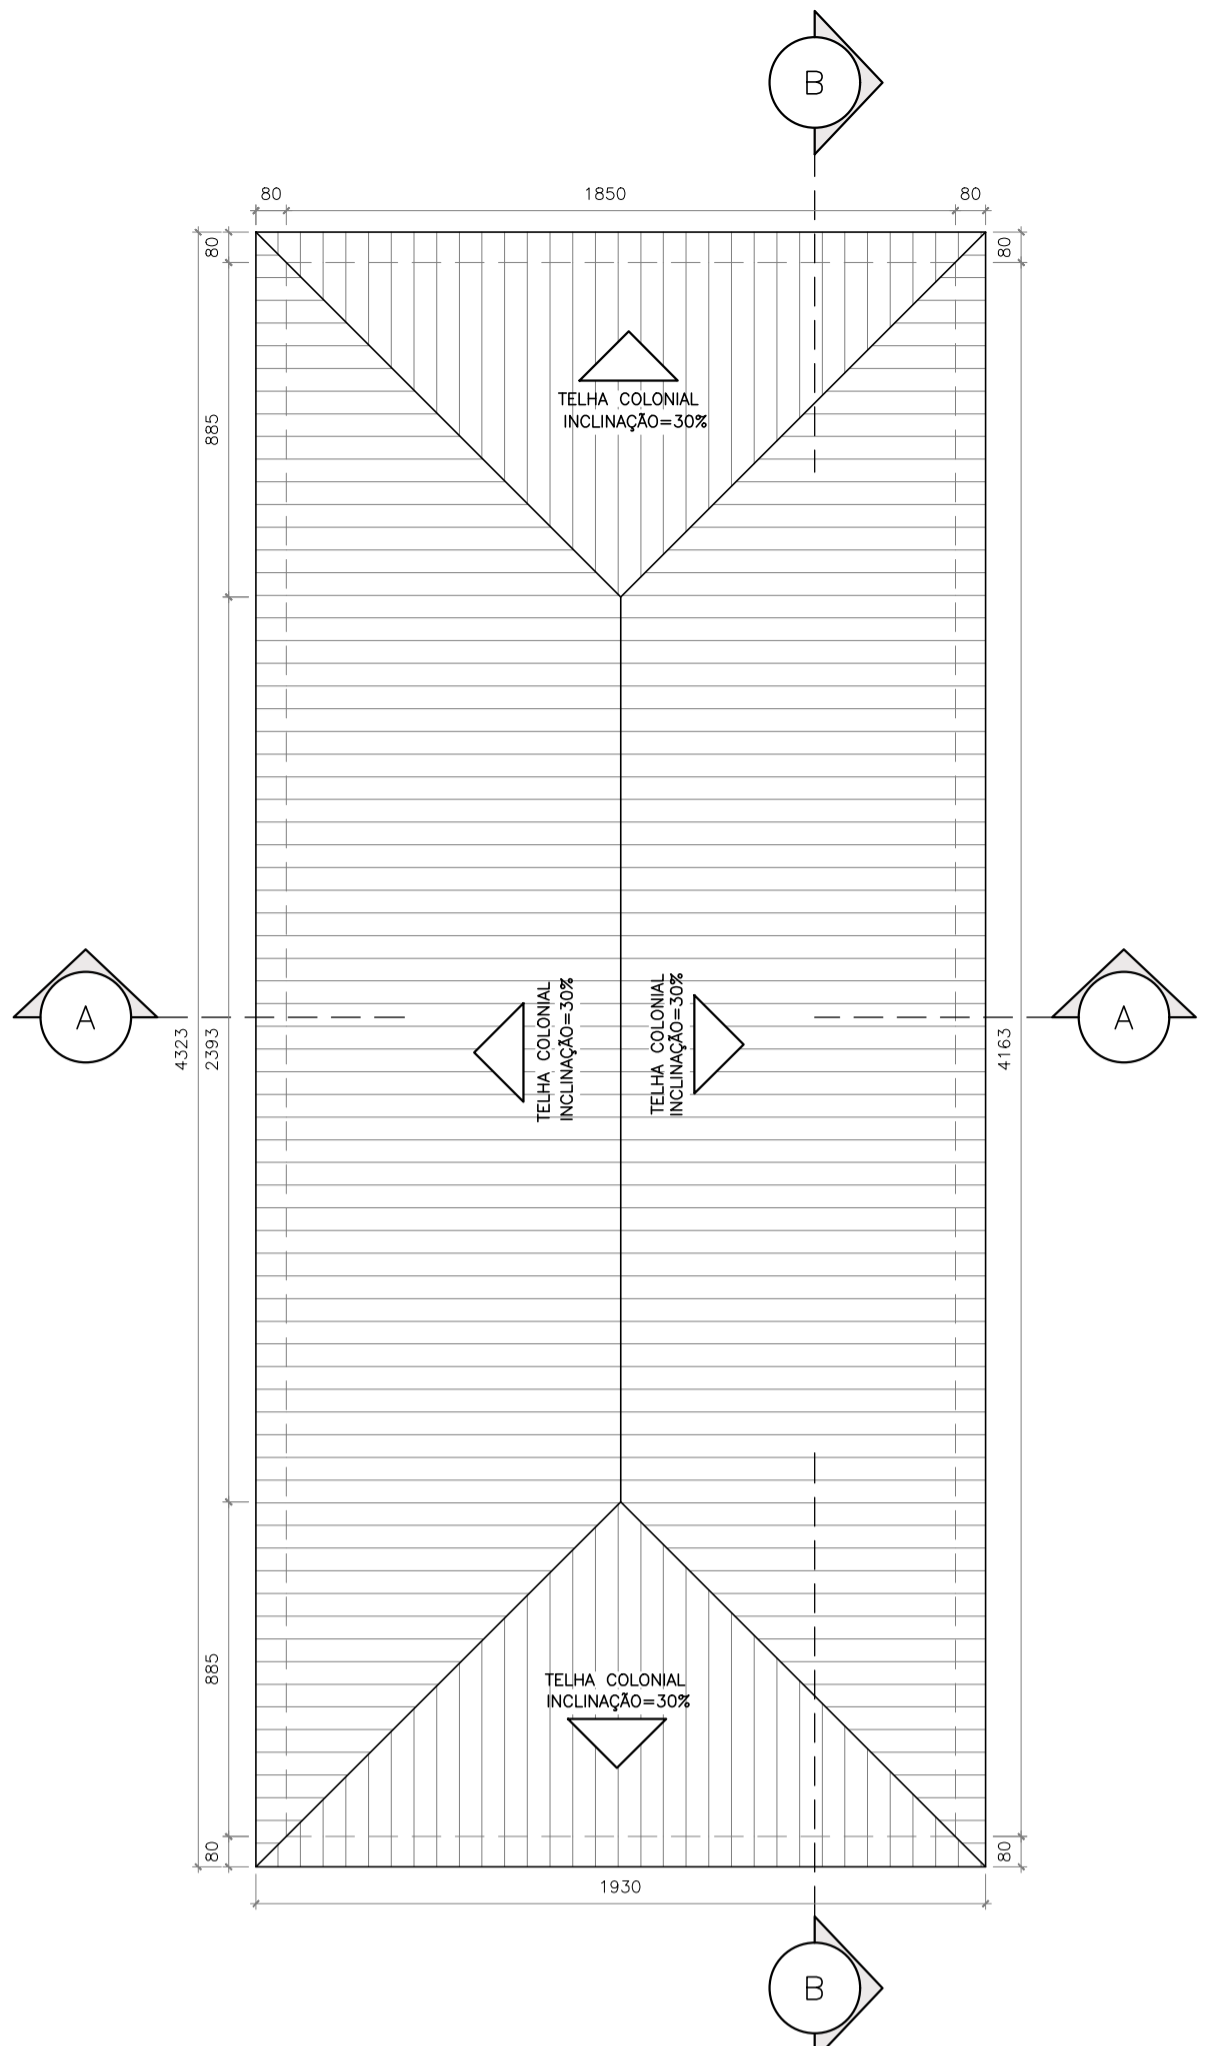 B
80
1850
80
80
80
885
TELHA COLONIAL
INCLINAÇÃO=30%
A
4323
2393
TELHA COLONIAL
INCLINAÇÃO=30%
TELHA COLONIAL
INCLINAÇÃO=30%
4163
A
885
TELHA COLONIAL
INCLINAÇÃO=30%
80
80
1930
B